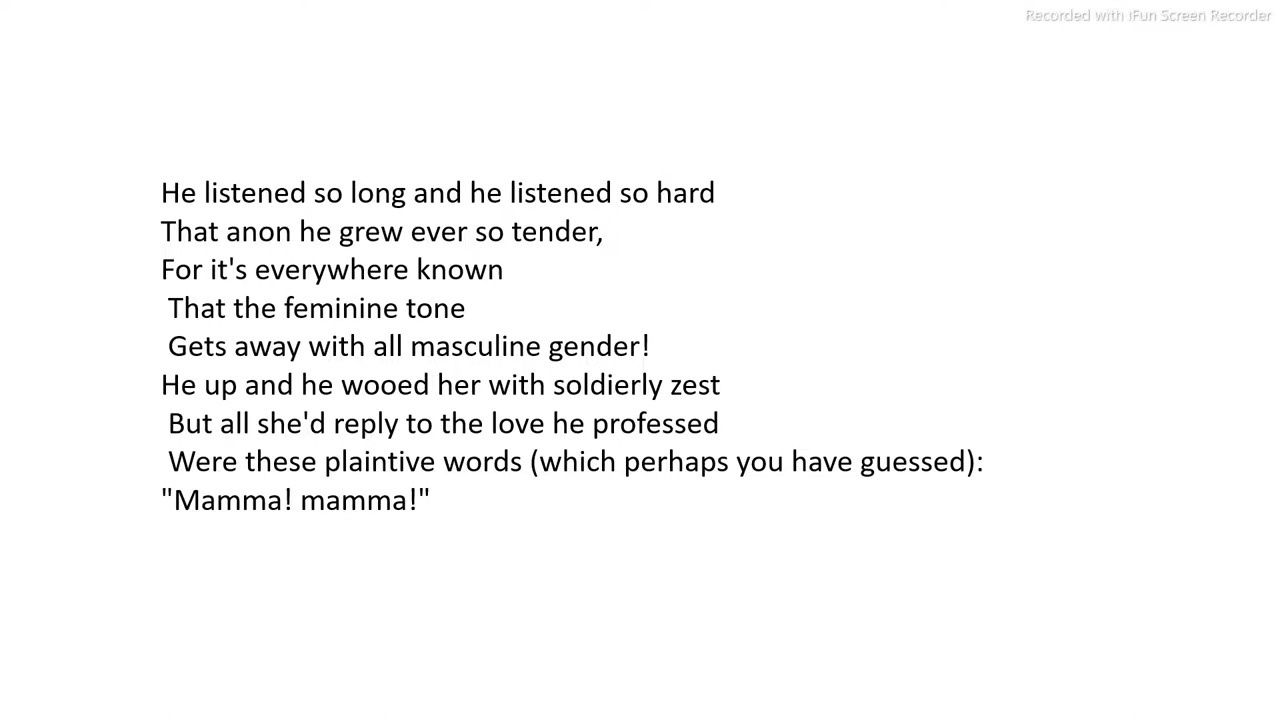 Recorded with iFun Screen Recorder
He listened so long and he listened so hard
That anon he grew ever so tender,
For it's everywhere known
That the feminine tone
Gets away with all masculine gender!
He up and he wooed her with soldierly zest
But all she'd reply to the love he professed
Were these plaintive words (which perhaps you have guessed):
"Mamma! mamma!"